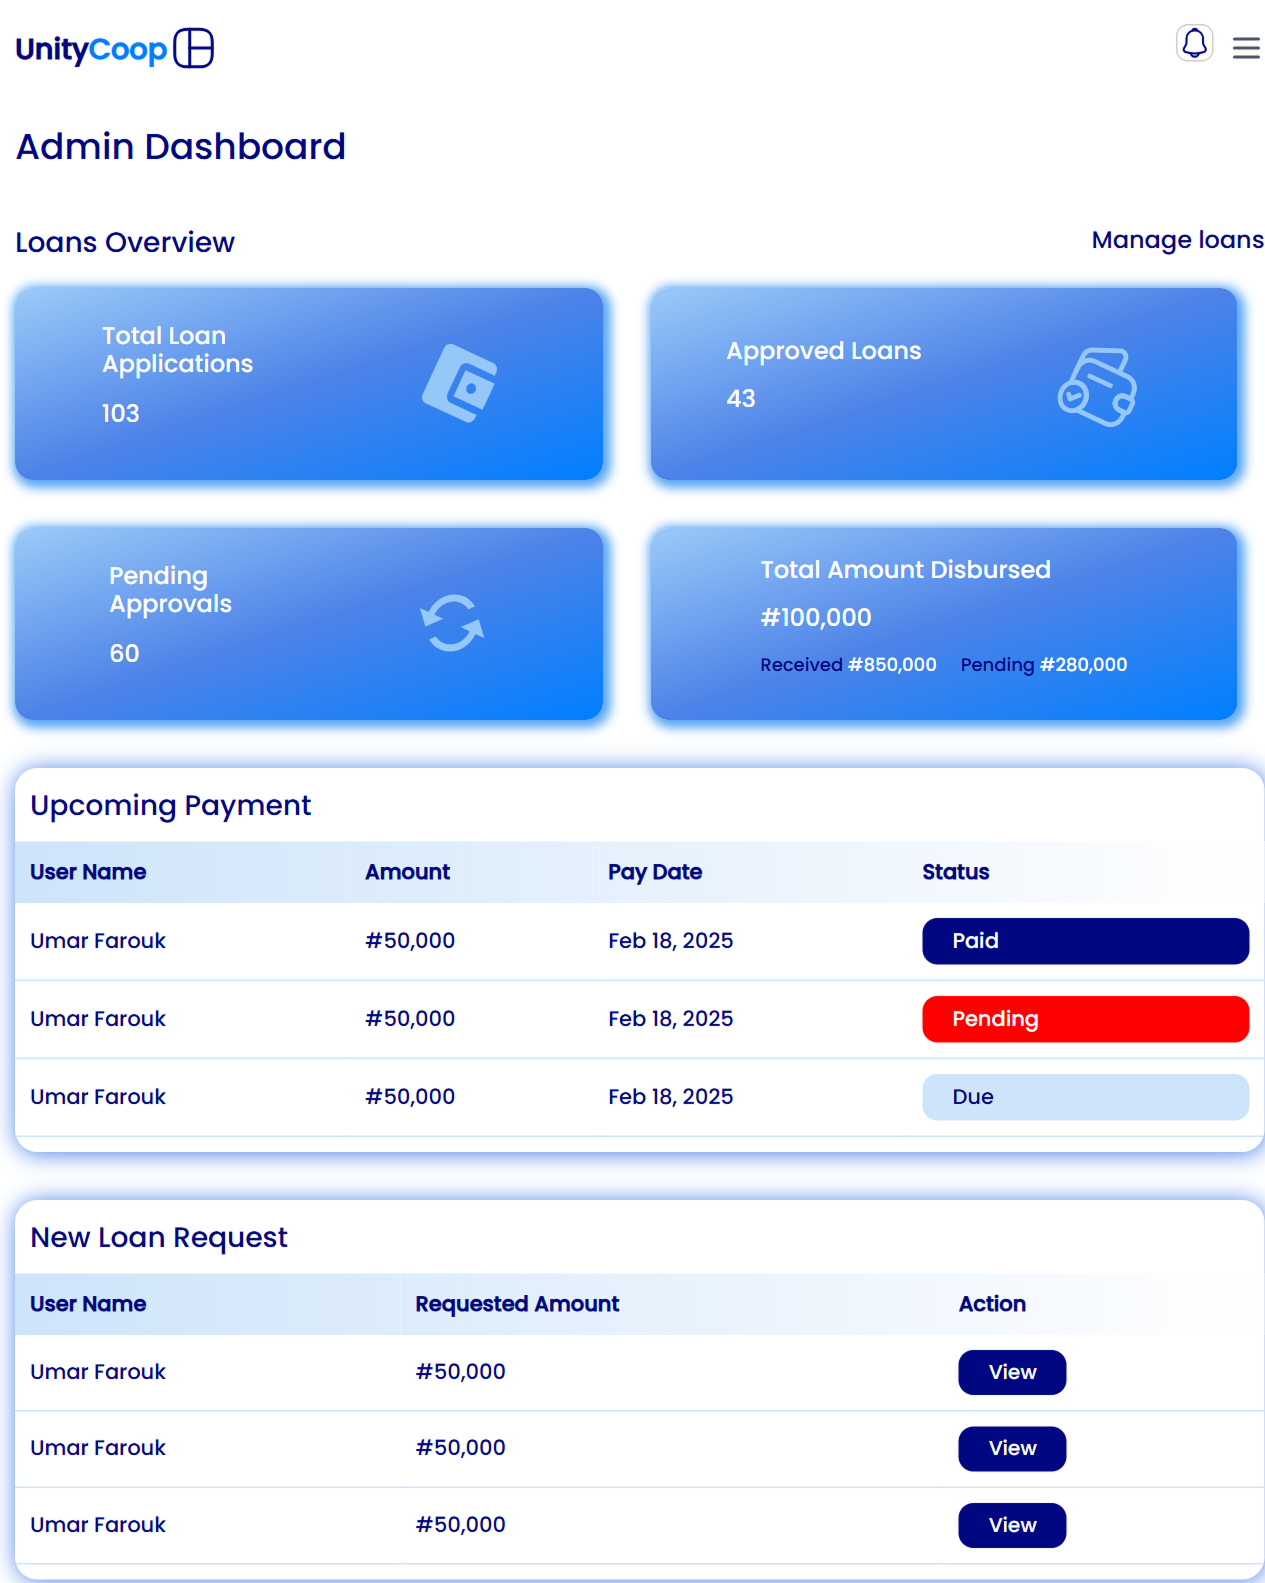 UnityCoop
Admin Dashboard
Loans Overview
Manage loans
Total Loan
Applications
103
Approved Loans
43
Pending
Approvals
60
Total Amount Disbursed
#100,000
Received #850,000 Pending #280,000
Upcoming Payment
User Name Amount Pay Date Status
Umar Farouk #50,000 Feb 18, 2025 Paid
Umar Farouk #50,000 Feb 18, 2025 Pending
Umar Farouk #50,000 Feb 18, 2025 Due
New Loan Request
User Name Requested Amount Action
Umar Farouk #50,000 View
Umar Farouk #50,000 View
Umar Farouk #50,000 View